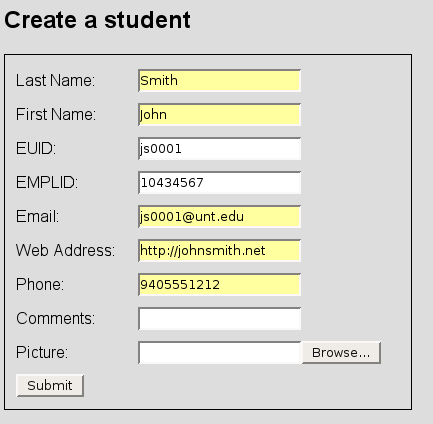 Create a student
Last Name: Smith
First Name: John
EUID: js0001
EMPLID: 10434567
Email: js0001@unt.edu
Web Address: http://johnsmith.net
Phone: 9405551212
Comments:
Picture: Browse...
Submit